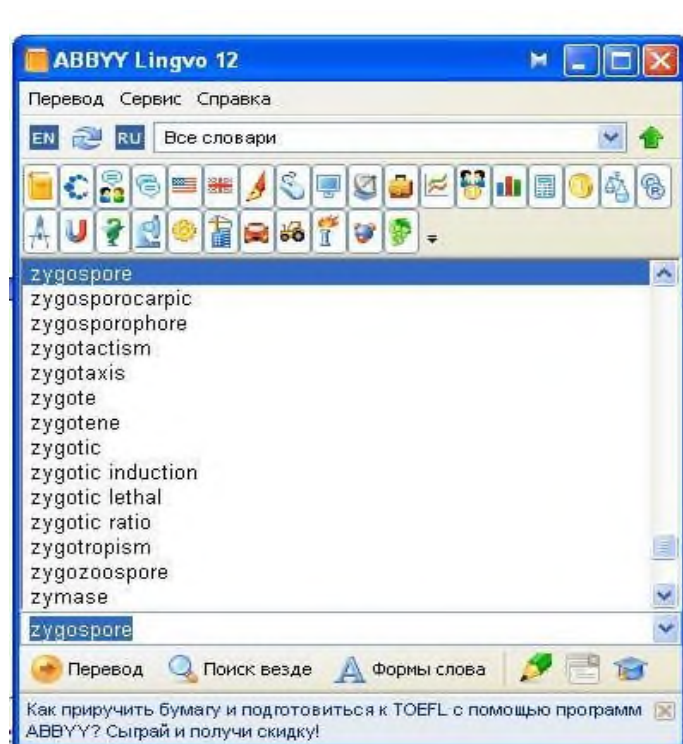 ABBYY Lingvo 12
Перевод Сервис Справка
EN RU Все словари
zygospore
zygosporocarpic
zygosporophore
zygotactism
zygotaxis
zygote
zygotene
zygotic
zygotic induction
zygotic lethal
zygotic ratio
zygotropism
zygozoospore
zymase
zygospore
Перевод Поиск везде Формы слова
Как приручить бумагу и подготовиться к TOEFL с помощью программ
ABBYY? Сыграй и получи скидку!